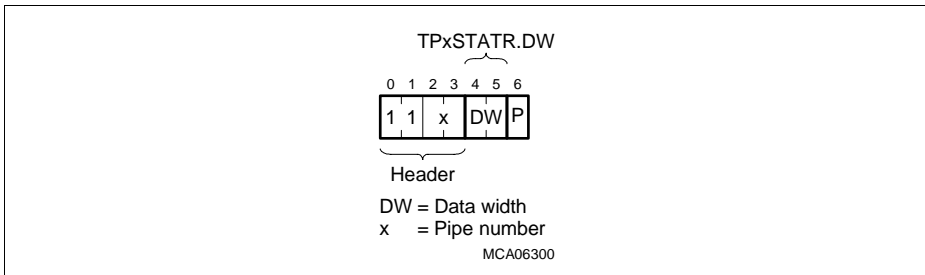 TPxSTATR.DW
0 1 2 3 4 5 6
1 1 x DW P
Header
DW = Data width
x = Pipe number
MCA06300